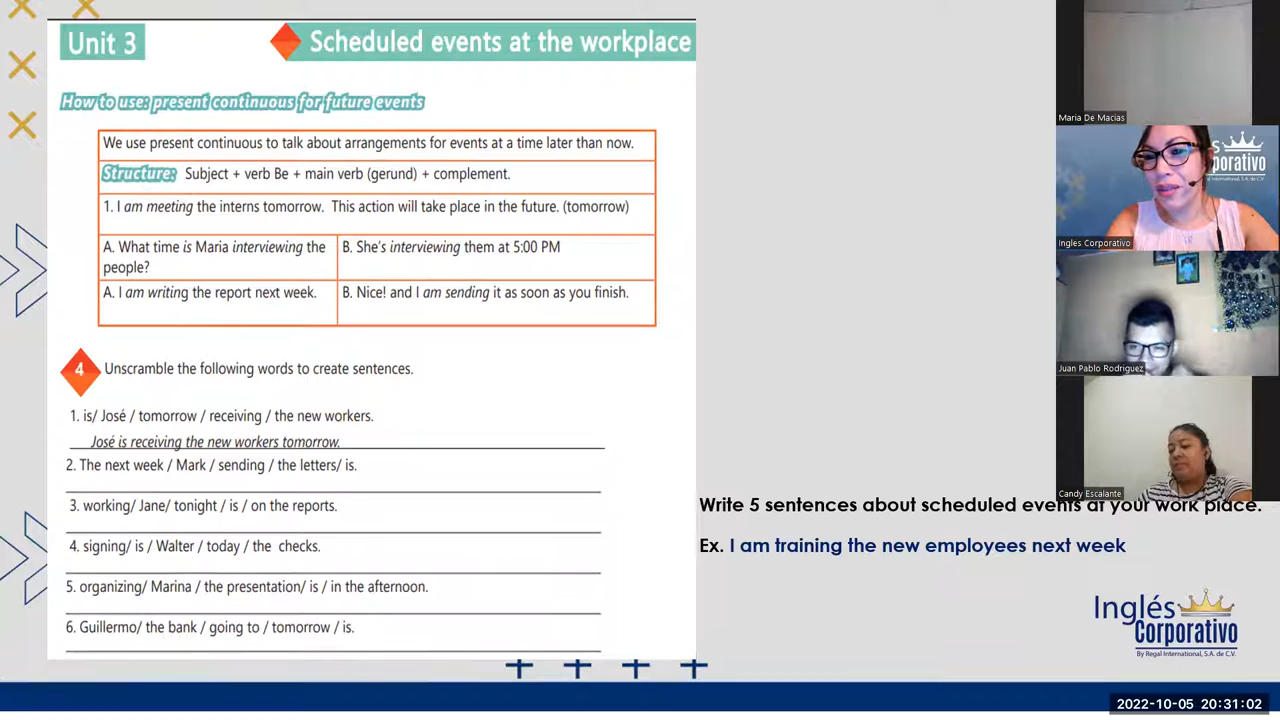 Unit 3
Scheduled events at the workplace
How to use: present continuous for future events
We use present continuous to talk about arrangements for events at a time later than now.
Structure: Subject + verb Be + main verb (gerund) + complement.
1. I am meeting the interns tomorrow. This action will take place in the future. (tomorrow)
A. What time is Maria interviewing the people?
B. She's interviewing them at 5:00 PM
A. I am writing the report next week.
B. Nice! and I am sending it as soon as you finish.
4 Unscramble the following words to create sentences.
1. is/ José / tomorrow / receiving / the new workers.
José is receiving the new workers tomorrow.
2. The next week / Mark / sending / the letters/ is.
3. working/ Jane/ tonight / is / on the reports.
4. signing/ is / Walter / today / the checks.
5. organizing/ Marina / the presentation/ is / in the afternoon.
6. Guillermo/ the bank / going to / tomorrow / is.
Write 5 sentences about scheduled events at your work place.
Ex. I am training the new employees next week
Maria De Macias
Ingles Corporativo
Juan Pablo Rodriguez
Candy Escalante
Inglés
Corporativo
By Regal International, S.A. de C.V.
2022-10-05 20:31:02